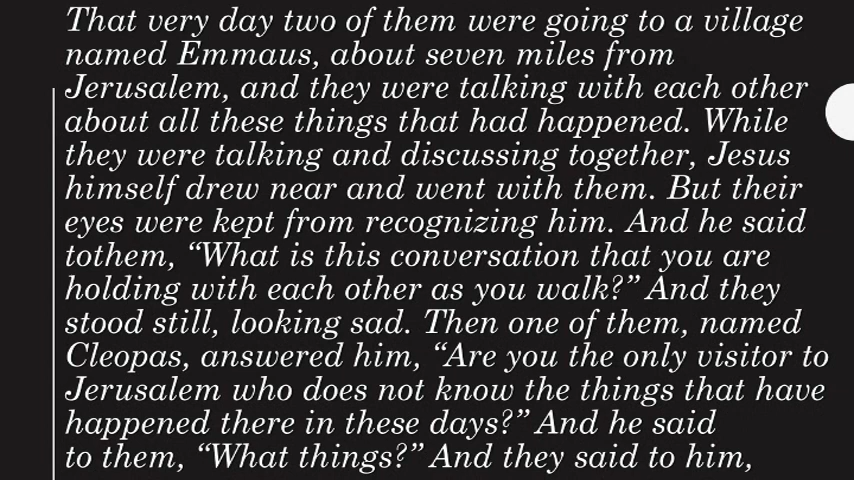 That very day two of them were going to a village
named Emmaus, about seven miles from
Jerusalem, and they were talking with each other
about all these things that had happened. While
they were talking and discussing together, Jesus
himself drew near and went with them. But their
eyes were kept from recognizing him. And he said
tothem, “What is this conversation that you are
holding with each other as you walk?” And they
stood still, looking sad. Then one of them, named
Cleopas, answered him, “Are you the only visitor to
Jerusalem who does not know the things that have
happened there in these days?” And he said
to them, “What things?” And they said to him,